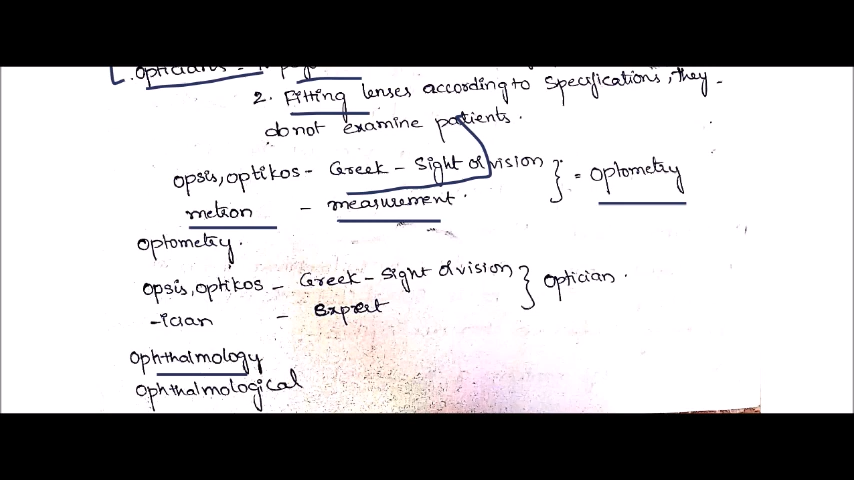 opticians -
2. Fitting lenses according to specifications, they
do not examine patients.
opsis, optikos - Greek - Sight or vision } = optometry
metron - measurement.
optometry.
opsis, optikos - Greek - Sight or vision } optician.
-ician - expert
Ophthalmology
Ophthalmological